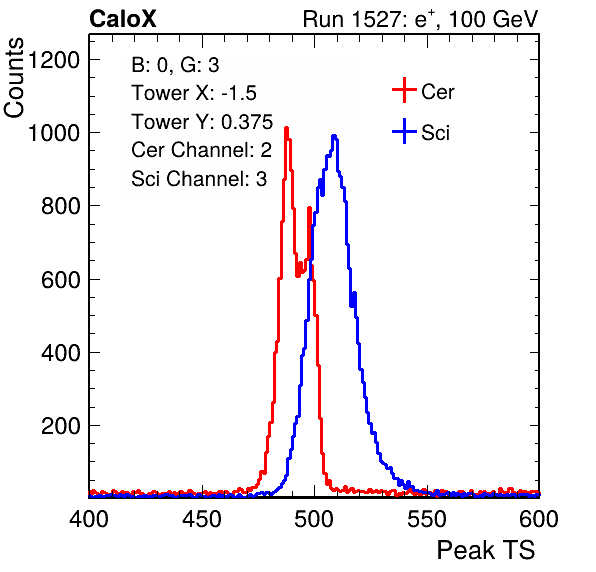 CaloX Run 1527: e⁺, 100 GeV
Counts
B: 0, G: 3
Tower X: -1.5
Tower Y: 0.375
Cer Channel: 2
Sci Channel: 3
Cer
Sci
1200
1000
800
600
400
200
400 450 500 550 600
Peak TS